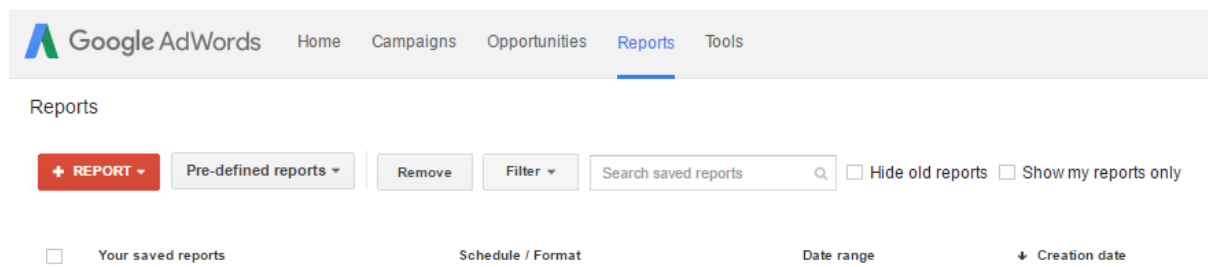 Google AdWords Home Campaigns Opportunities Reports Tools
Reports
+ REPORT Pre-defined reports Remove Filter Search saved reports Hide old reports Show my reports only
Your saved reports Schedule / Format Date range ↓ Creation date